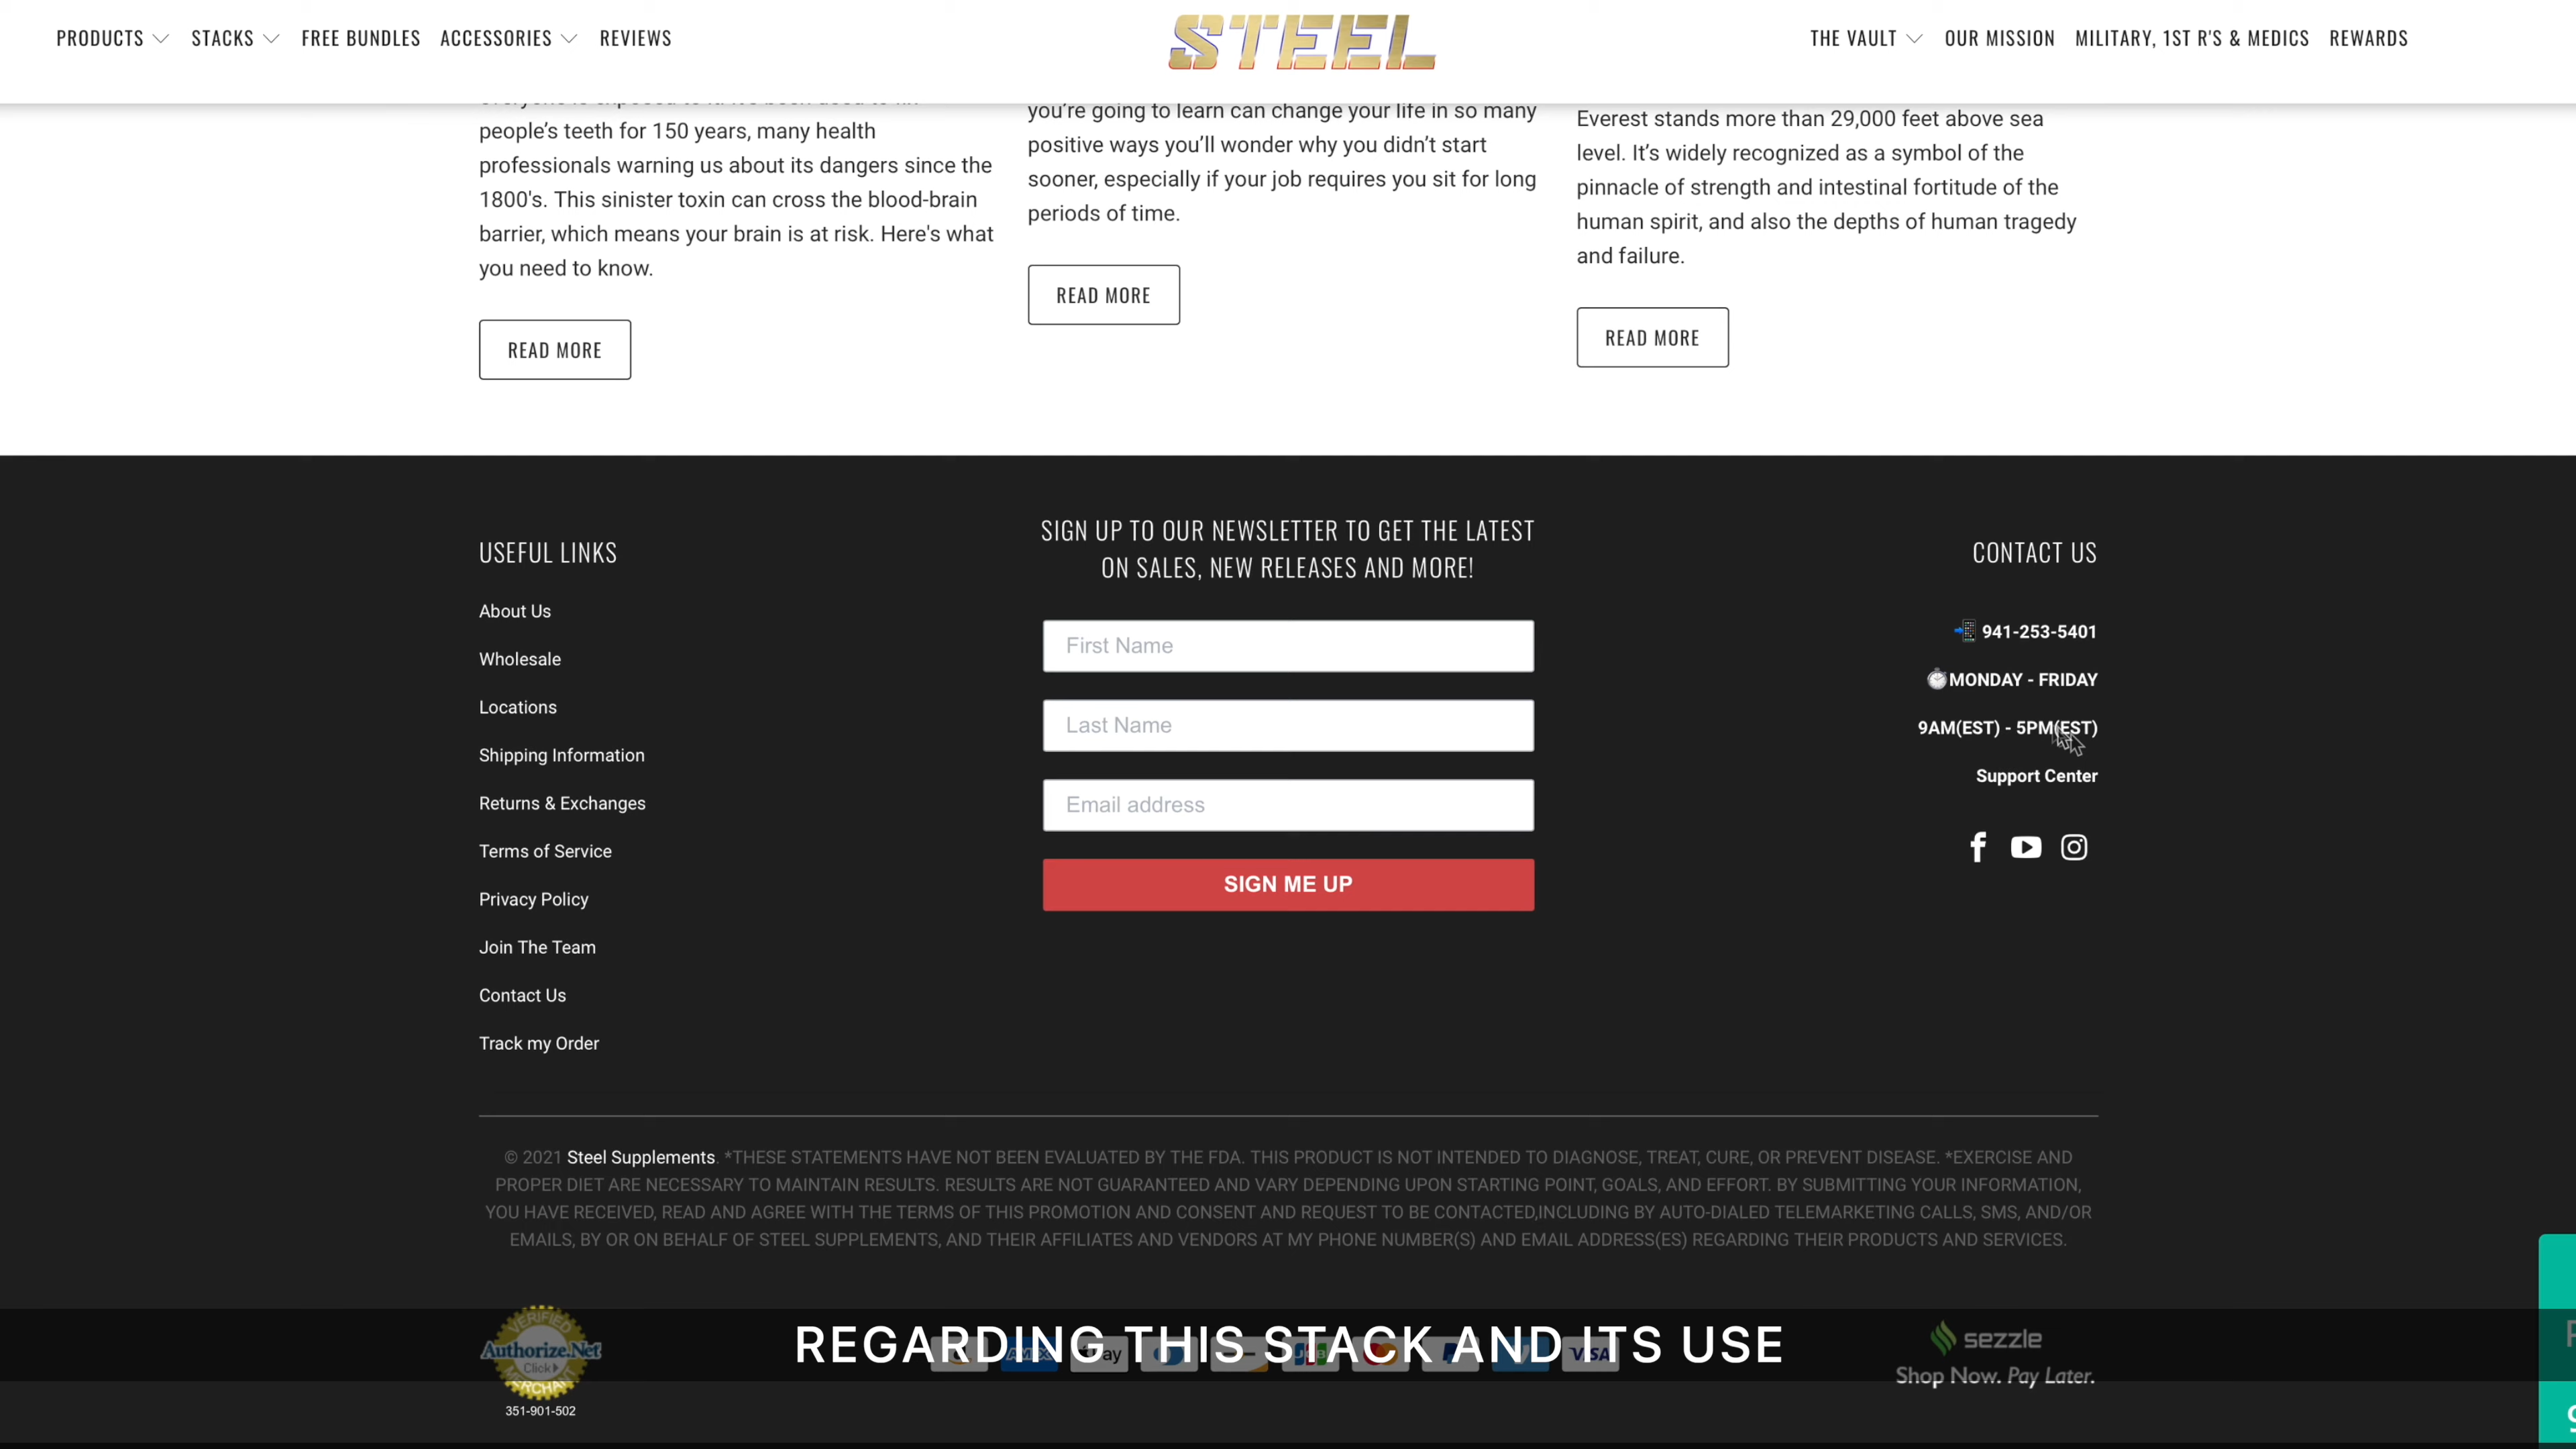 PRODUCTS STACKS FREE BUNDLES ACCESSORIES REVIEWS
STEEL
THE VAULT OUR MISSION MILITARY, 1ST R'S & MEDICS REWARDS
people's teeth for 150 years, many health
professionals warning us about its dangers since the
1800's. This sinister toxin can cross the blood-brain
barrier, which means your brain is at risk. Here's what
you need to know.
READ MORE
you're going to learn can change your life in so many
positive ways you'll wonder why you didn't start
sooner, especially if your job requires you sit for long
periods of time.
READ MORE
Everest stands more than 29,000 feet above sea
level. It's widely recognized as a symbol of the
pinnacle of strength and intestinal fortitude of the
human spirit, and also the depths of human tragedy
and failure.
READ MORE
USEFUL LINKS
About Us
Wholesale
Locations
Shipping Information
Returns & Exchanges
Terms of Service
Privacy Policy
Join The Team
Contact Us
Track my Order
SIGN UP TO OUR NEWSLETTER TO GET THE LATEST
ON SALES, NEW RELEASES AND MORE!
First Name
Last Name
Email address
SIGN ME UP
CONTACT US
941-253-5401
MONDAY - FRIDAY
9AM(EST) - 5PM(EST)
Support Center
© 2021 Steel Supplements. *THESE STATEMENTS HAVE NOT BEEN EVALUATED BY THE FDA. THIS PRODUCT IS NOT INTENDED TO DIAGNOSE, TREAT, CURE, OR PREVENT DISEASE. *EXERCISE AND
PROPER DIET ARE NECESSARY TO MAINTAIN RESULTS. RESULTS ARE NOT GUARANTEED AND VARY DEPENDING UPON STARTING POINT, GOALS, AND EFFORT. BY SUBMITTING YOUR INFORMATION,
YOU HAVE RECEIVED, READ AND AGREE WITH THE TERMS OF THIS PROMOTION AND CONSENT AND REQUEST TO BE CONTACTED,INCLUDING BY AUTO-DIALED TELEMARKETING CALLS, SMS, AND/OR
EMAILS, BY OR ON BEHALF OF STEEL SUPPLEMENTS, AND THEIR AFFILIATES AND VENDORS AT MY PHONE NUMBER(S) AND EMAIL ADDRESS(ES) REGARDING THEIR PRODUCTS AND SERVICES.
VERIFIED
Authorize.Net
Click
MERCHANT
351-901-502
REGARDING THIS STACK AND ITS USE
VISA
sezzle
Shop Now. Pay Later.